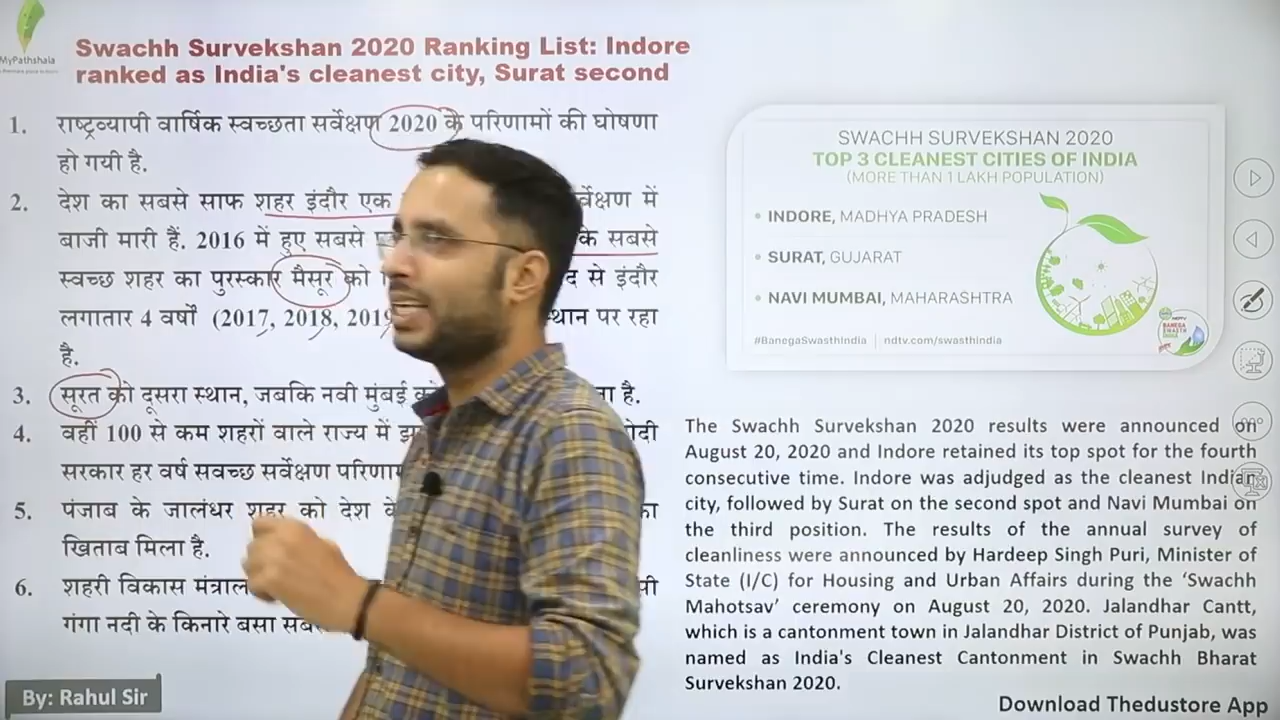 MyPathshala
Swachh Survekshan 2020 Ranking List: Indore
ranked as India's cleanest city, Surat second
1. राष्ट्रव्यापी वार्षिक स्वच्छता सर्वेक्षण 2020 के परिणामों की घोषणा
हो गयी है.
2. देश का सबसे साफ शहर इंदौर एक र्वेक्षण में
बाजी मारी हैं. 2016 में हुए सबसे के सबसे
स्वच्छ शहर का पुरस्कार मैसूर को से इंदौर
लगातार 4 वर्षों (2017, 2018, 2019 स्थान पर रहा
है.
3. सूरत को दूसरा स्थान, जबकि नवी मुंबई को है.
4. वहीं 100 से कम शहरों वाले राज्य में मोदी
सरकार हर वर्ष सवच्छ सर्वेक्षण
5. पंजाब के जालंधर शहर को देश का
खिताब मिला है.
6. शहरी विकास
गंगा नदी के किनारे बसा
By: Rahul Sir
SWACHH SURVEKSHAN 2020
TOP 3 CLEANEST CITIES OF INDIA
(MORE THAN 1 LAKH POPULATION)
• INDORE, MADHYA PRADESH
• SURAT, GUJARAT
• NAVI MUMBAI, MAHARASHTRA
#BanegaSwasthIndia | ndtv.com/swasthindia
NDTV
BANEGA
SWASTH
INDIA
The Swachh Survekshan 2020 results were announced on
August 20, 2020 and Indore retained its top spot for the fourth
consecutive time. Indore was adjudged as the cleanest Indian
city, followed by Surat on the second spot and Navi Mumbai on
the third position. The results of the annual survey of
cleanliness were announced by Hardeep Singh Puri, Minister of
State (I/C) for Housing and Urban Affairs during the ‘Swachh
Mahotsav’ ceremony on August 20, 2020. Jalandhar Cantt,
which is a cantonment town in Jalandhar District of Punjab, was
named as India's Cleanest Cantonment in Swachh Bharat
Survekshan 2020.
Download Thedustore App